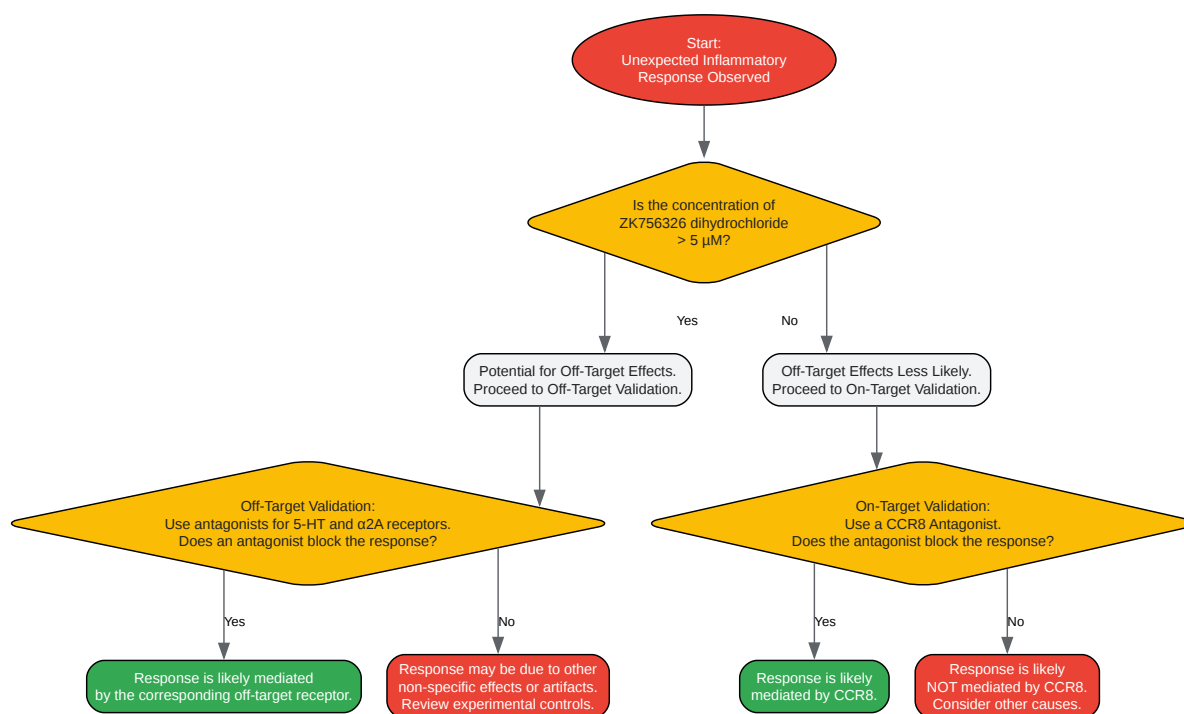 Start:
Unexpected Inflammatory
Response Observed
Is the concentration of
ZK756326 dihydrochloride
> 5 µM?
Yes
No
Potential for Off-Target Effects.
Proceed to Off-Target Validation.
Off-Target Effects Less Likely.
Proceed to On-Target Validation.
Off-Target Validation:
Use antagonists for 5-HT and α2A receptors.
Does an antagonist block the response?
On-Target Validation:
Use a CCR8 Antagonist.
Does the antagonist block the response?
Yes
No
Yes
No
Response is likely mediated
by the corresponding off-target receptor.
Response may be due to other
non-specific effects or artifacts.
Review experimental controls.
Response is likely
mediated by CCR8.
Response is likely
NOT mediated by CCR8.
Consider other causes.